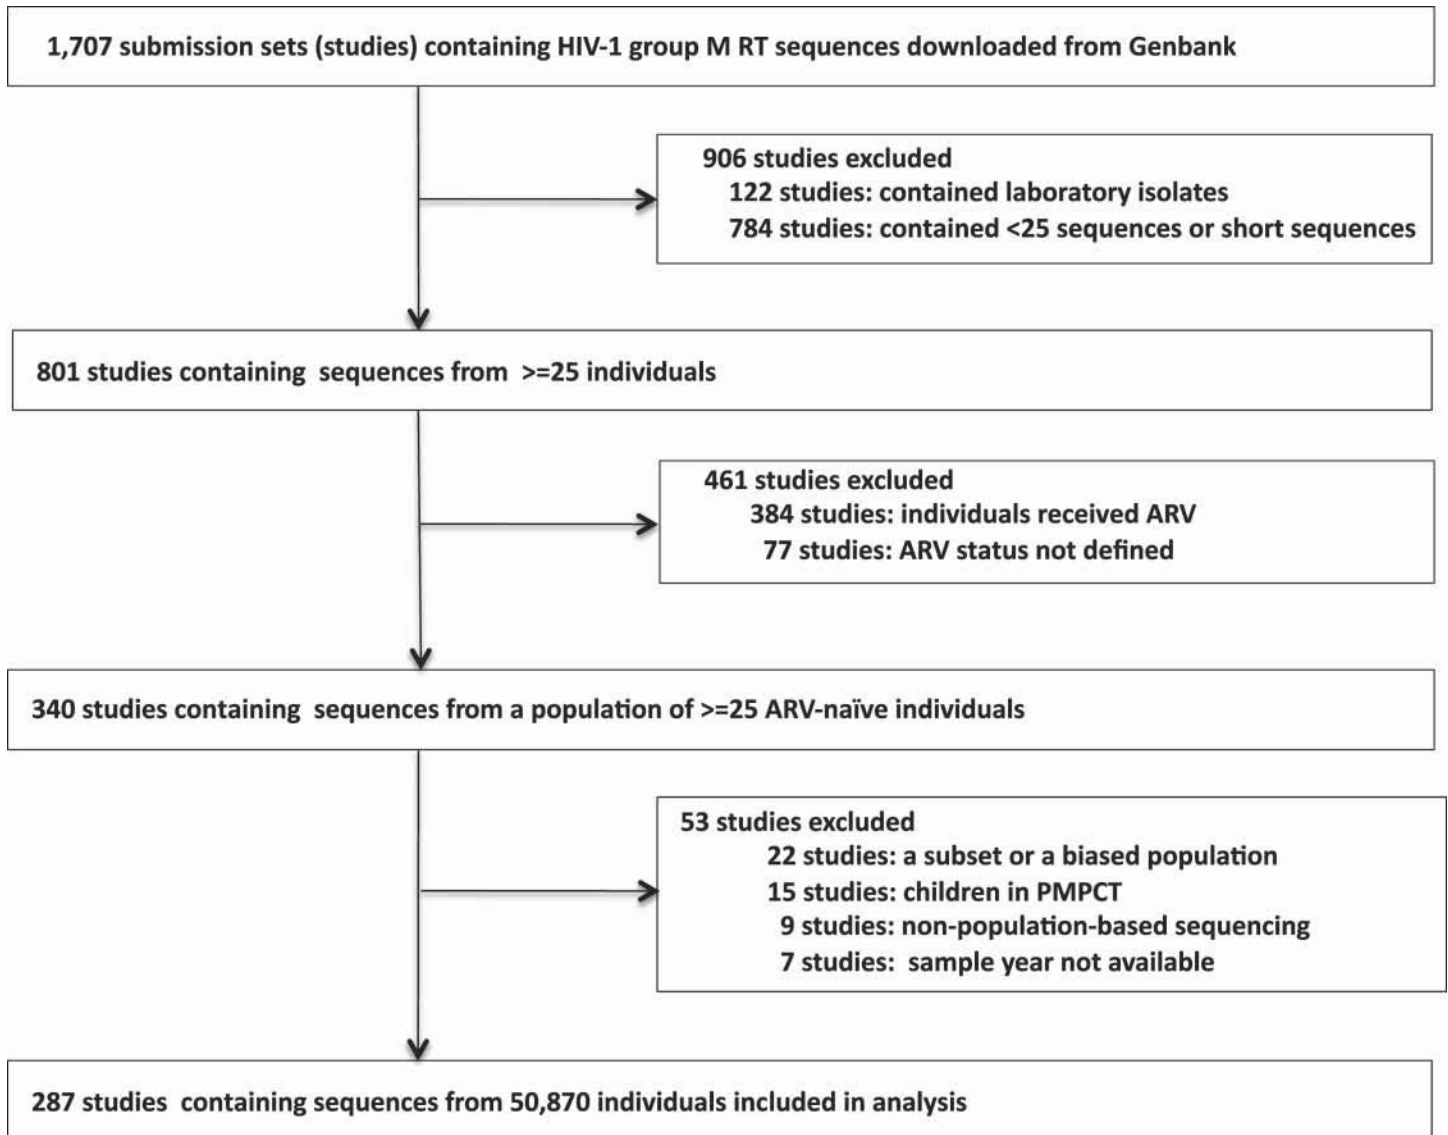 1,707 submission sets (studies) containing HIV-1 group M RT sequences downloaded from Genbank
906 studies excluded
122 studies: contained laboratory isolates
784 studies: contained <25 sequences or short sequences
801 studies containing sequences from >=25 individuals
461 studies excluded
384 studies: individuals received ARV
77 studies: ARV status not defined
340 studies containing sequences from a population of >=25 ARV-naïve individuals
53 studies excluded
22 studies: a subset or a biased population
15 studies: children in PMPCT
9 studies: non-population-based sequencing
7 studies: sample year not available
287 studies containing sequences from 50,870 individuals included in analysis